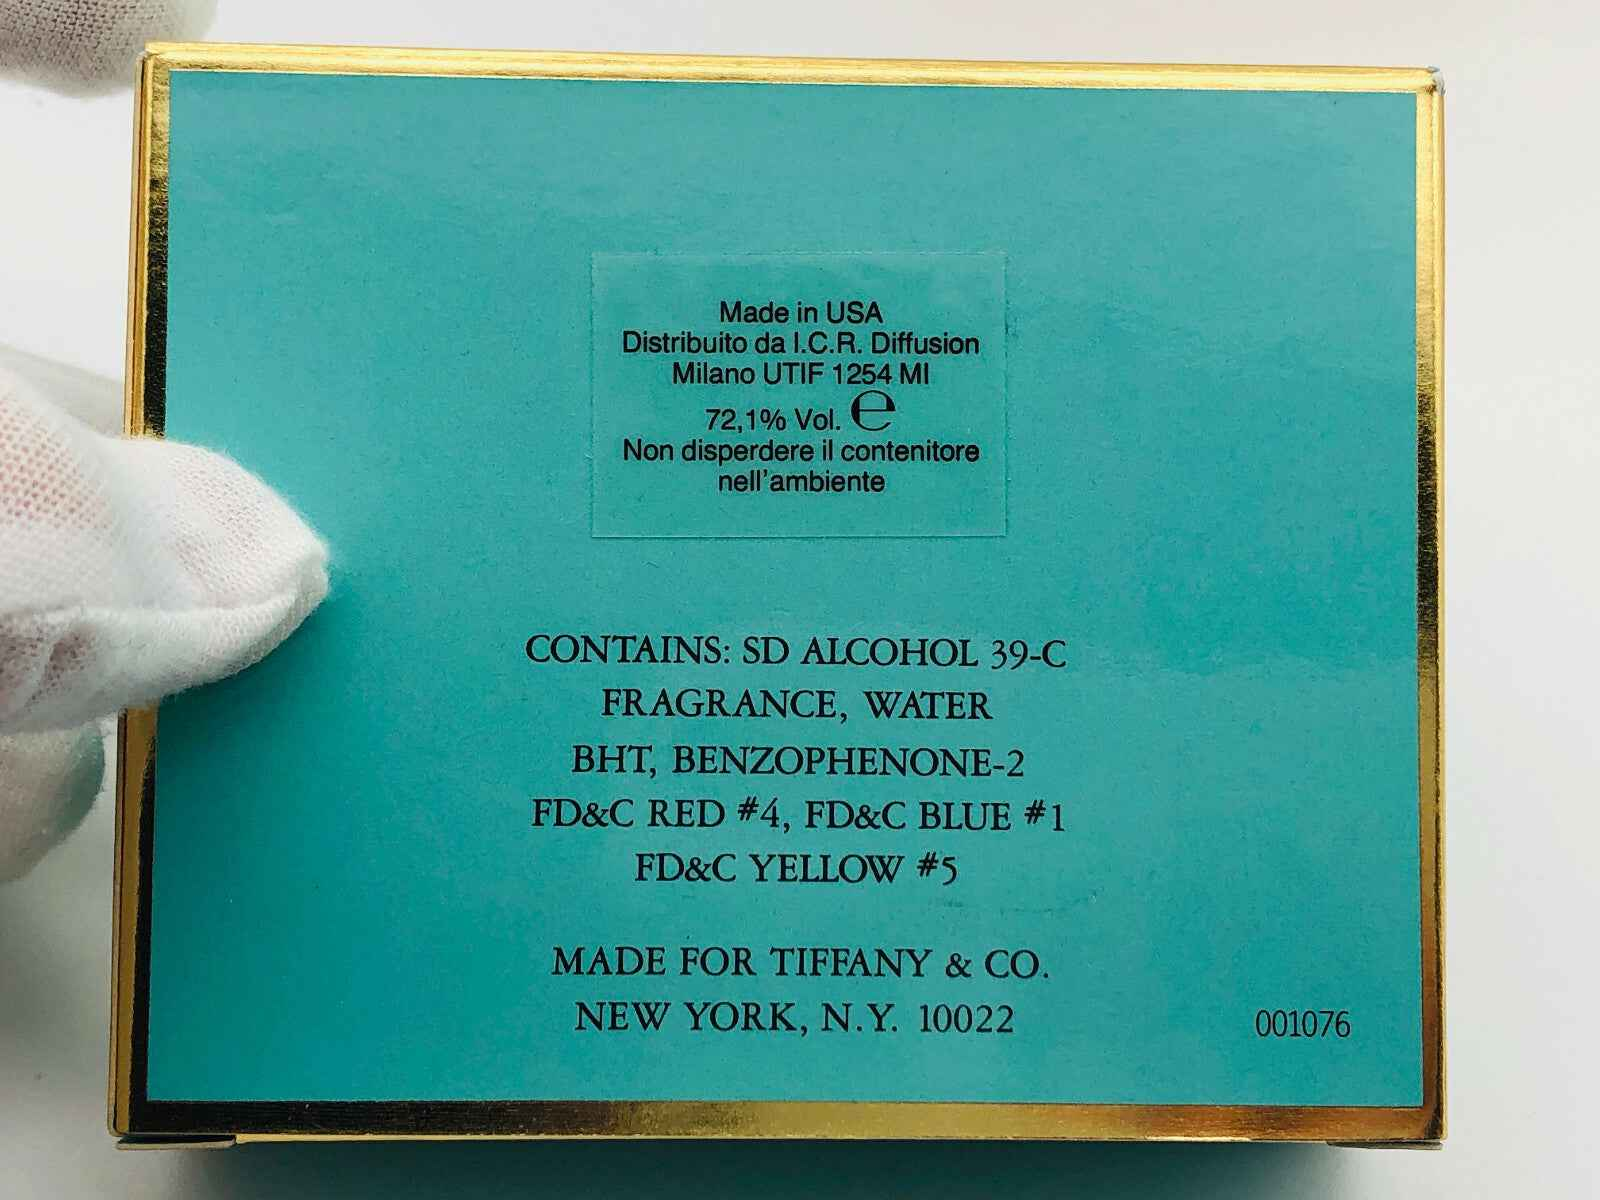 Made in USA
Distribuito da I.C.R. Diffusion
Milano UTIF 1254 MI
72,1% Vol. ℮
Non disperdere il contenitore
nell'ambiente
CONTAINS: SD ALCOHOL 39-C
FRAGRANCE, WATER
BHT, BENZOPHENONE-2
FD&C RED #4, FD&C BLUE #1
FD&C YELLOW #5
MADE FOR TIFFANY & CO.
NEW YORK, N.Y. 10022
001076